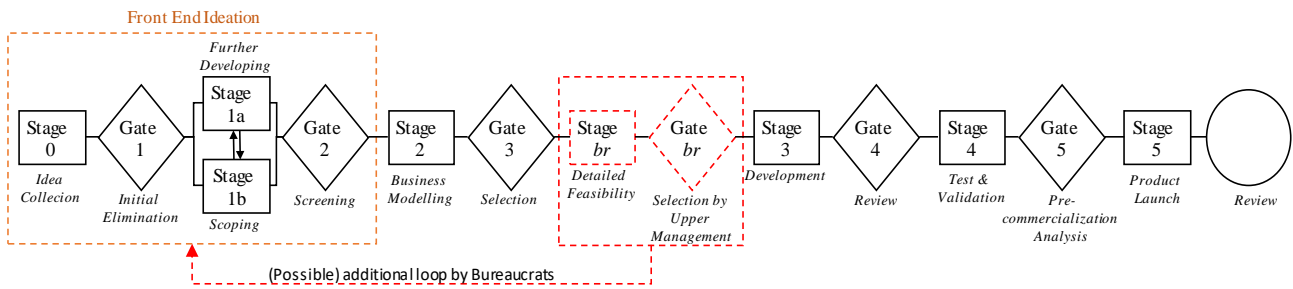 Front End Ideation
Stage
0
Idea
Collecion
Gate
1
Initial
Elimination
Further
Developing
Stage
1a
Stage
1b
Scoping
Gate
2
Screening
Stage
2
Business
Modelling
Gate
3
Selection
Stage
br
Detailed
Feasibility
Gate
br
Selection by
Upper
Management
Stage
3
Development
Gate
4
Review
Stage
4
Test &
Validation
Gate
5
Pre-
commercialization
Analysis
Stage
5
Product
Launch
Review
(Possible) additional loop by Bureaucrats